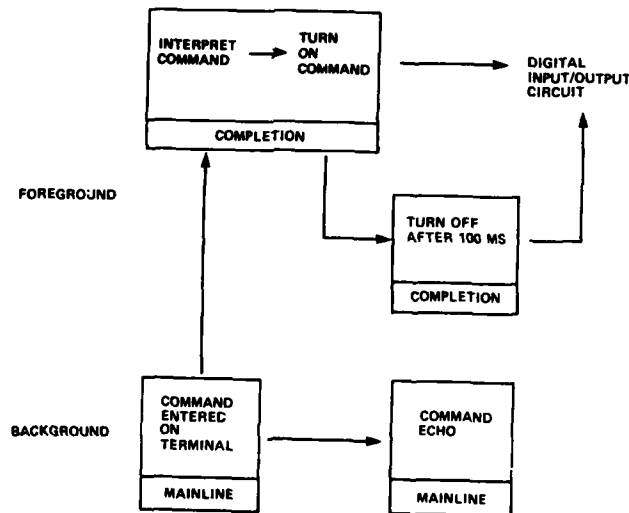 INTERPRET
COMMAND
TURN
ON
COMMAND
COMPLETION
DIGITAL
INPUT/OUTPUT
CIRCUIT
FOREGROUND
TURN OFF
AFTER 100 MS
COMPLETION
BACKGROUND
COMMAND
ENTERED
ON
TERMINAL
MAINLINE
COMMAND
ECHO
MAINLINE